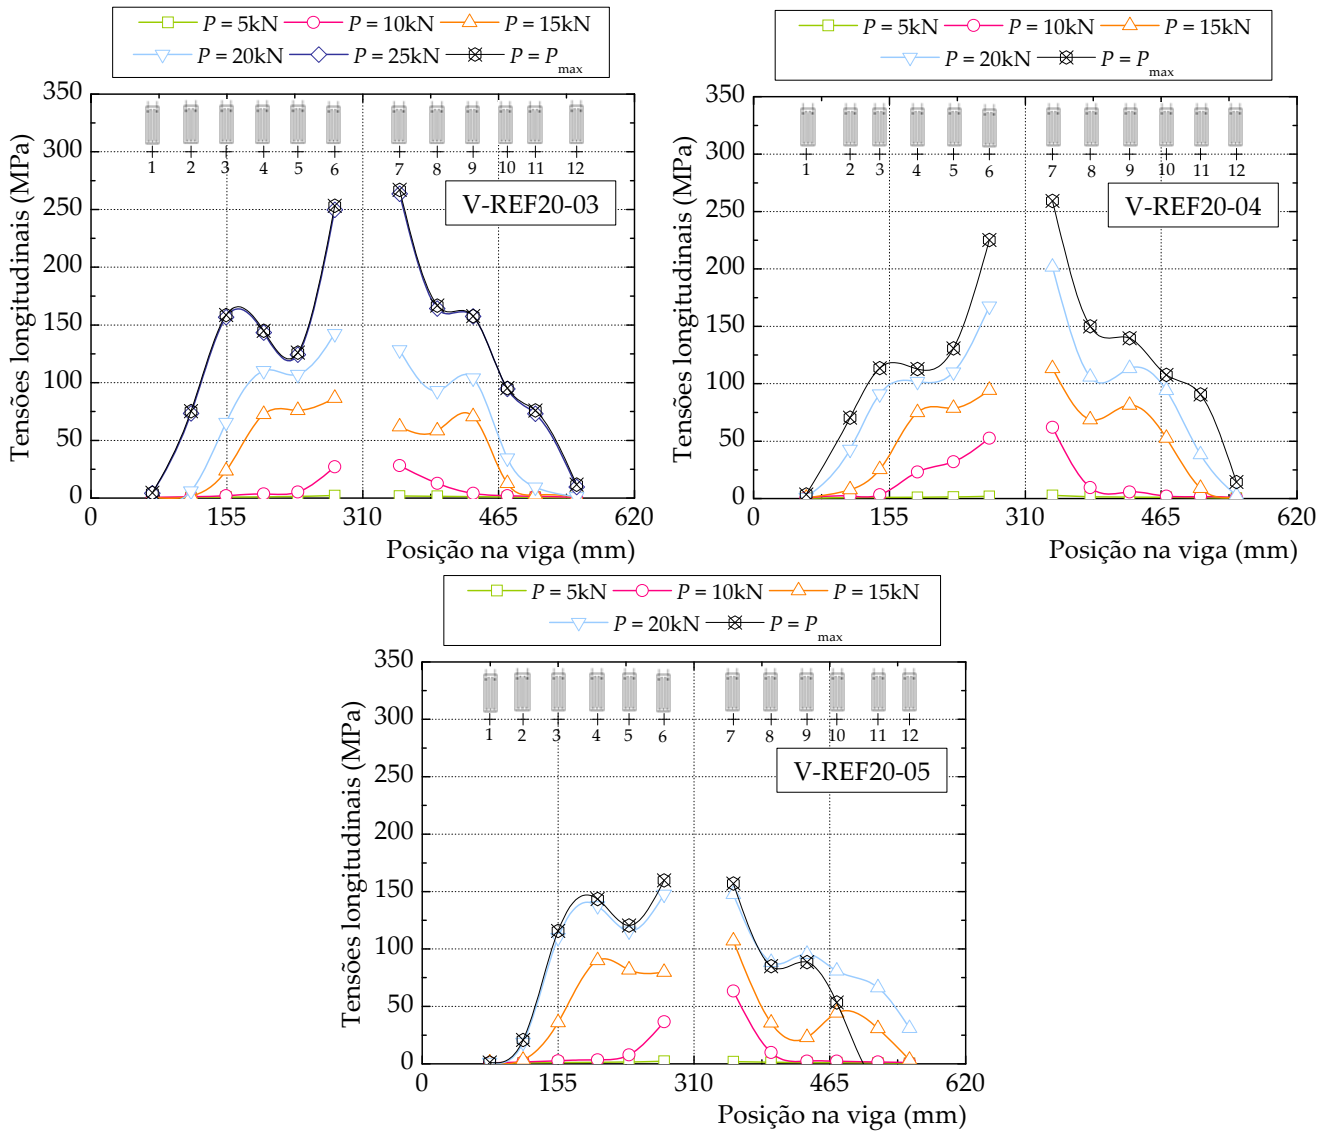 P = 5kN P = 10kN P = 15kN
P = 20kN P = 25kN P = Pmax
350
300
250
200
150
100
50
0
Tensões longitudinais (MPa)
1 2 3 4 5 6 7 8 9 10 11 12
V-REF20-03
0 155 310 465 620
Posição na viga (mm)
P = 5kN P = 10kN P = 15kN
P = 20kN P = Pmax
350
300
250
200
150
100
50
0
Tensões longitudinais (MPa)
1 2 3 4 5 6 7 8 9 10 11 12
V-REF20-04
0 155 310 465 620
Posição na viga (mm)
P = 5kN P = 10kN P = 15kN
P = 20kN P = Pmax
350
300
250
200
150
100
50
0
Tensões longitudinais (MPa)
1 2 3 4 5 6 7 8 9 10 11 12
V-REF20-05
0 155 310 465 620
Posição na viga (mm)